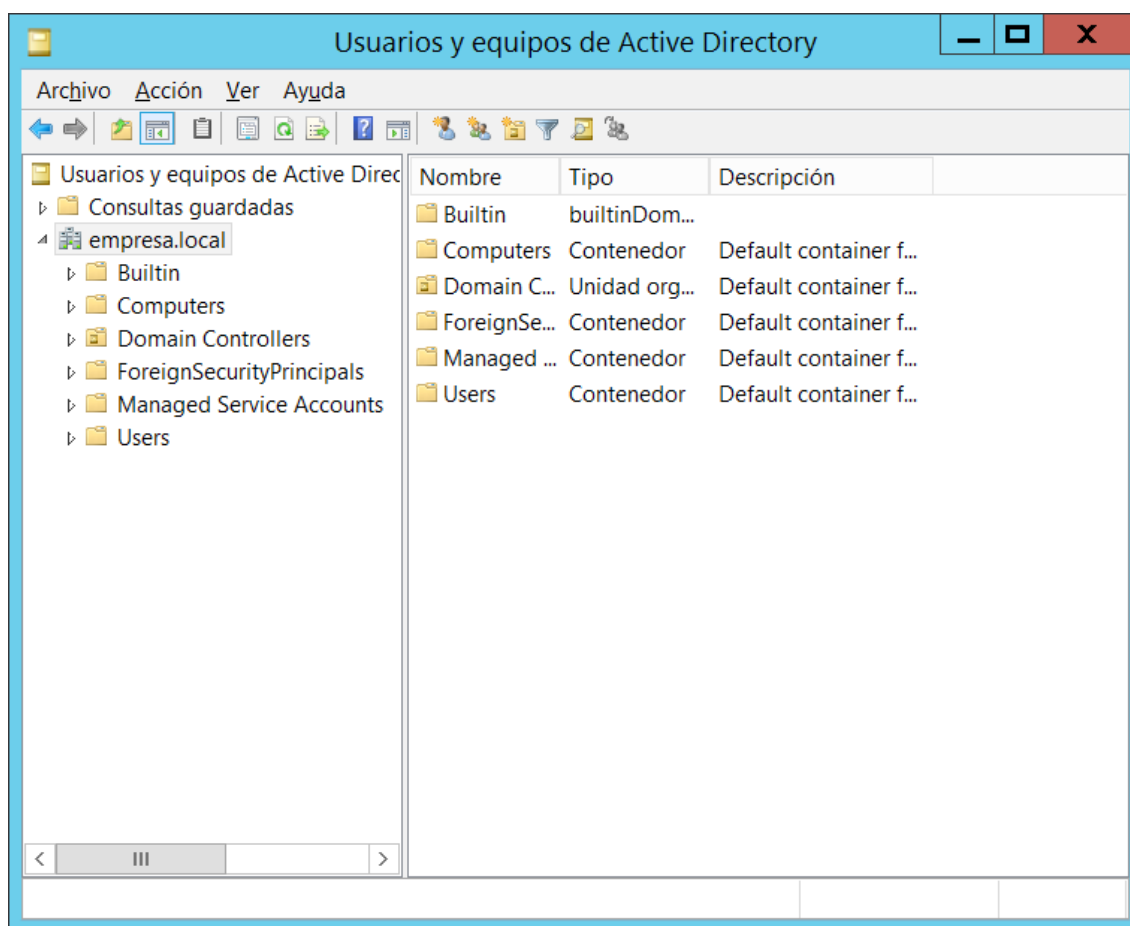 Usuarios y equipos de Active Directory
Archivo Acción Ver Ayuda
Usuarios y equipos de Active Direc
Consultas guardadas
empresa.local
Builtin
Computers
Domain Controllers
ForeignSecurityPrincipals
Managed Service Accounts
Users
Nombre Tipo Descripción
Builtin builtinDom...
Computers Contenedor Default container f...
Domain C... Unidad org... Default container f...
ForeignSe... Contenedor Default container f...
Managed ... Contenedor Default container f...
Users Contenedor Default container f...